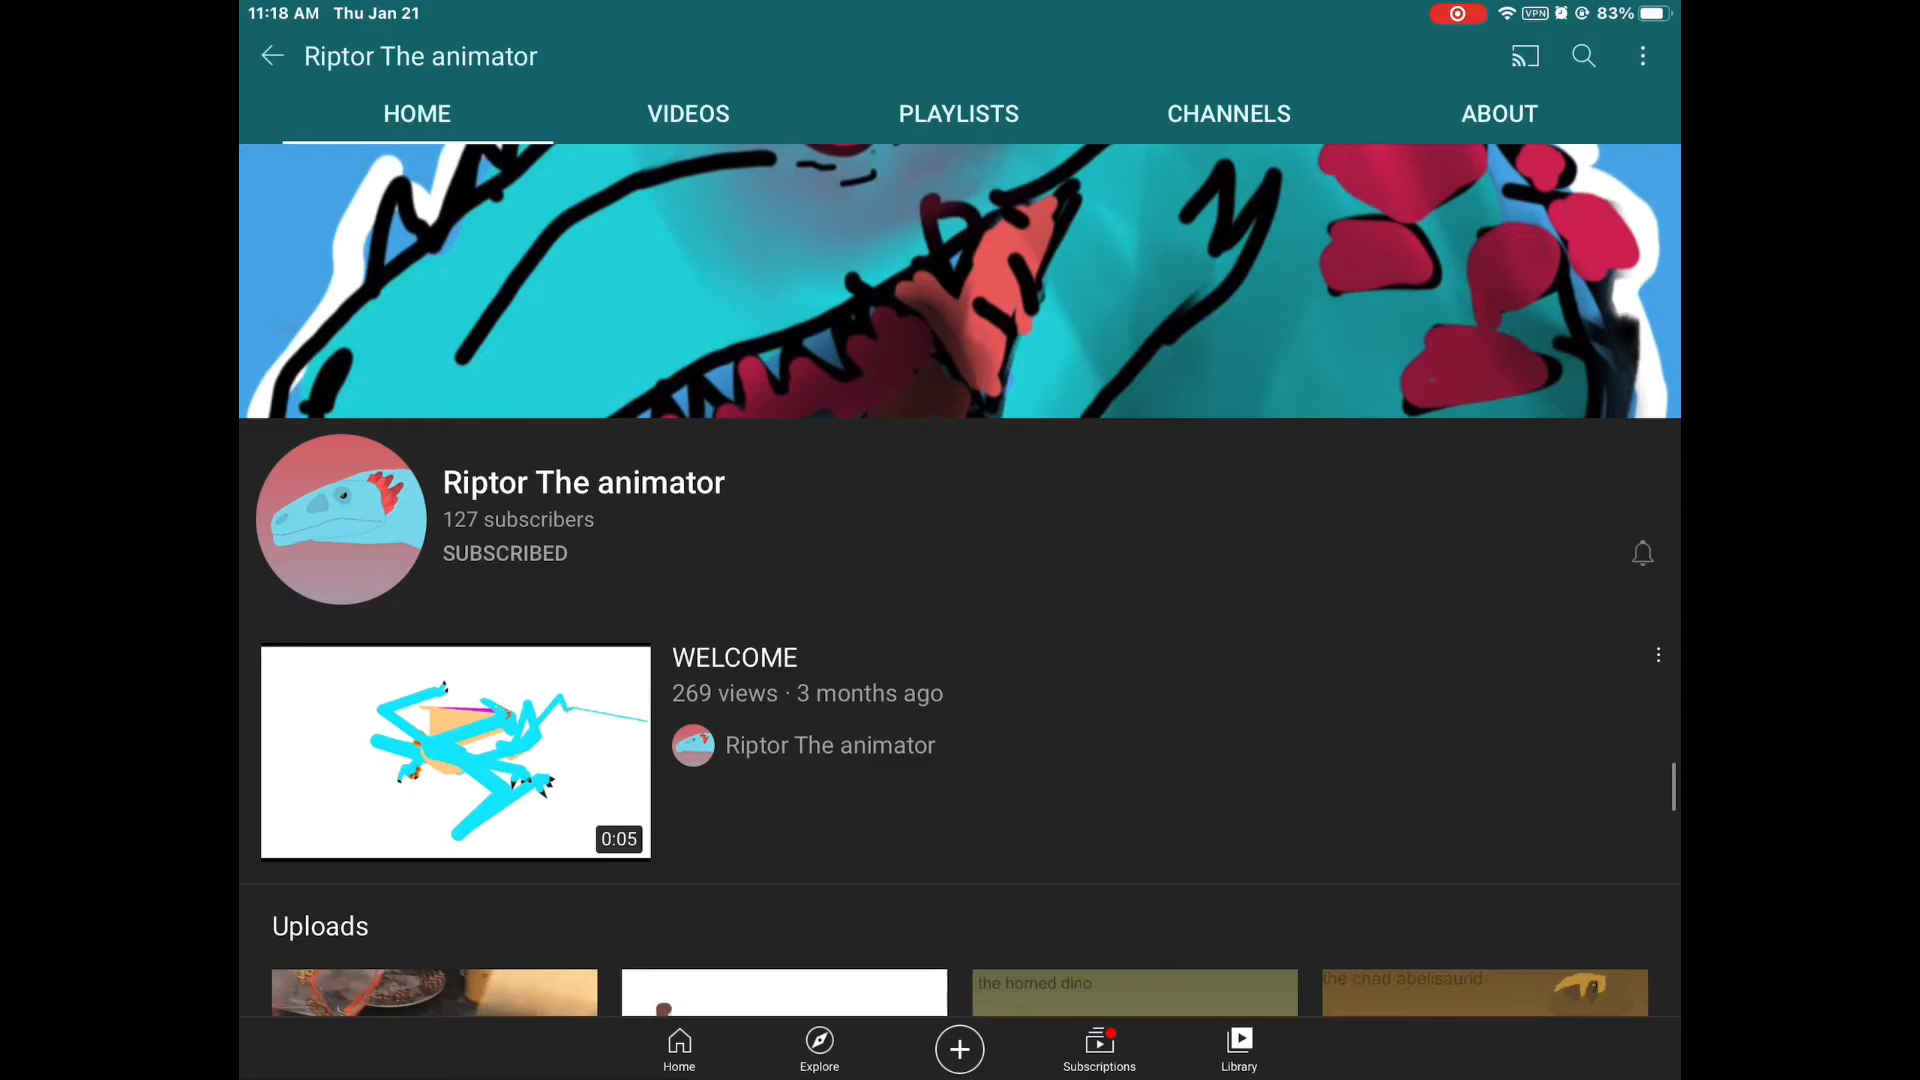 11:18 AM Thu Jan 21
VPN 83%
Riptor The animator
HOME VIDEOS PLAYLISTS CHANNELS ABOUT
Riptor The animator
127 subscribers
SUBSCRIBED
WELCOME
269 views · 3 months ago
Riptor The animator
0:05
Uploads
the horned dino
the chad abelisaurid
Home Explore Subscriptions Library